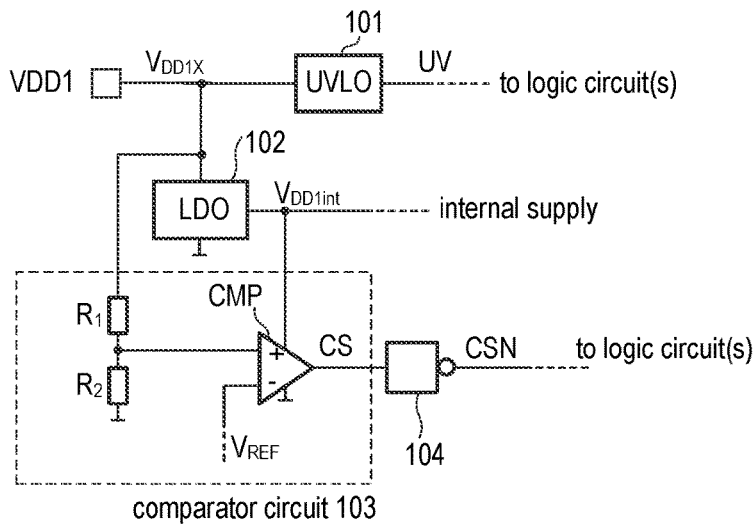 101
VDD1
VDD1X
UVLO
UV
to logic circuit(s)
102
LDO
VDD1int
internal supply
CMP
R1
+
CS
CSN
to logic circuit(s)
R2
-
VREF
104
comparator circuit 103